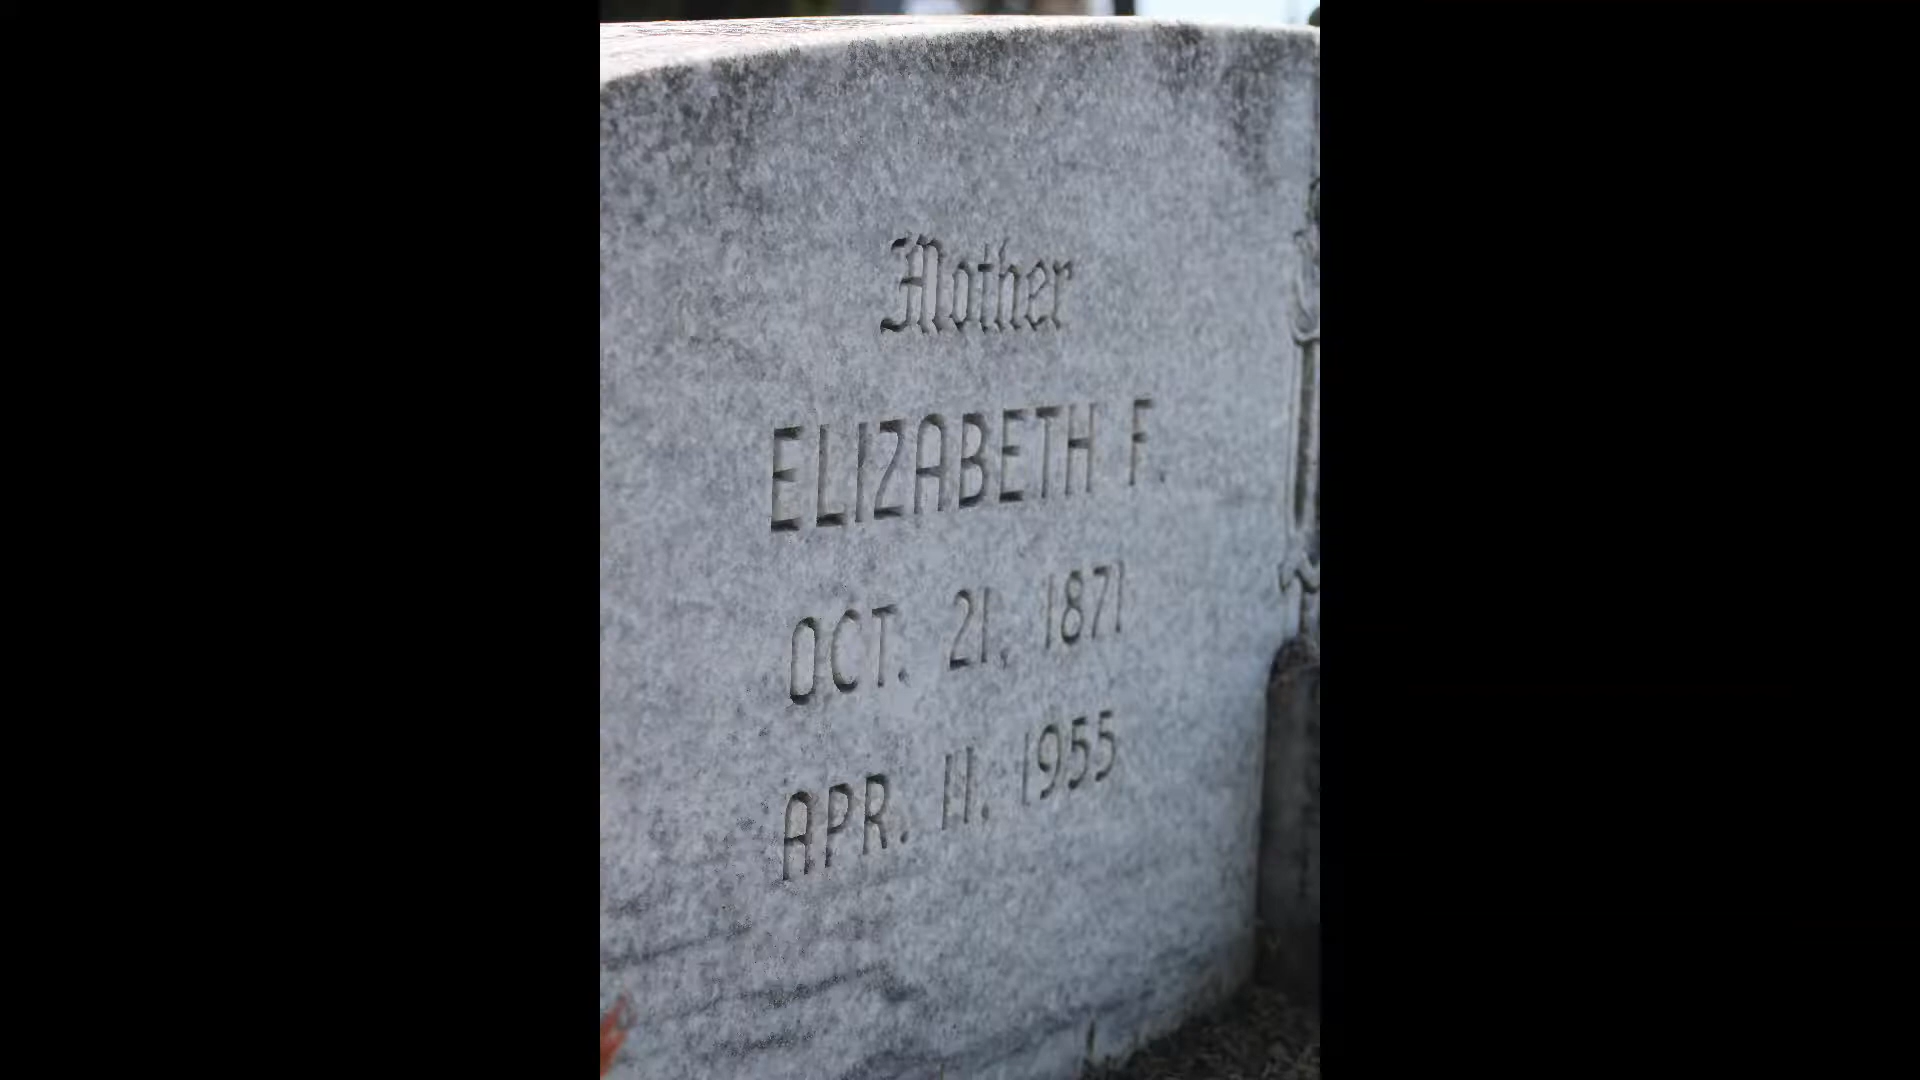 Mother
ELIZABETH F.
OCT. 21, 1871
APR. 11, 1955